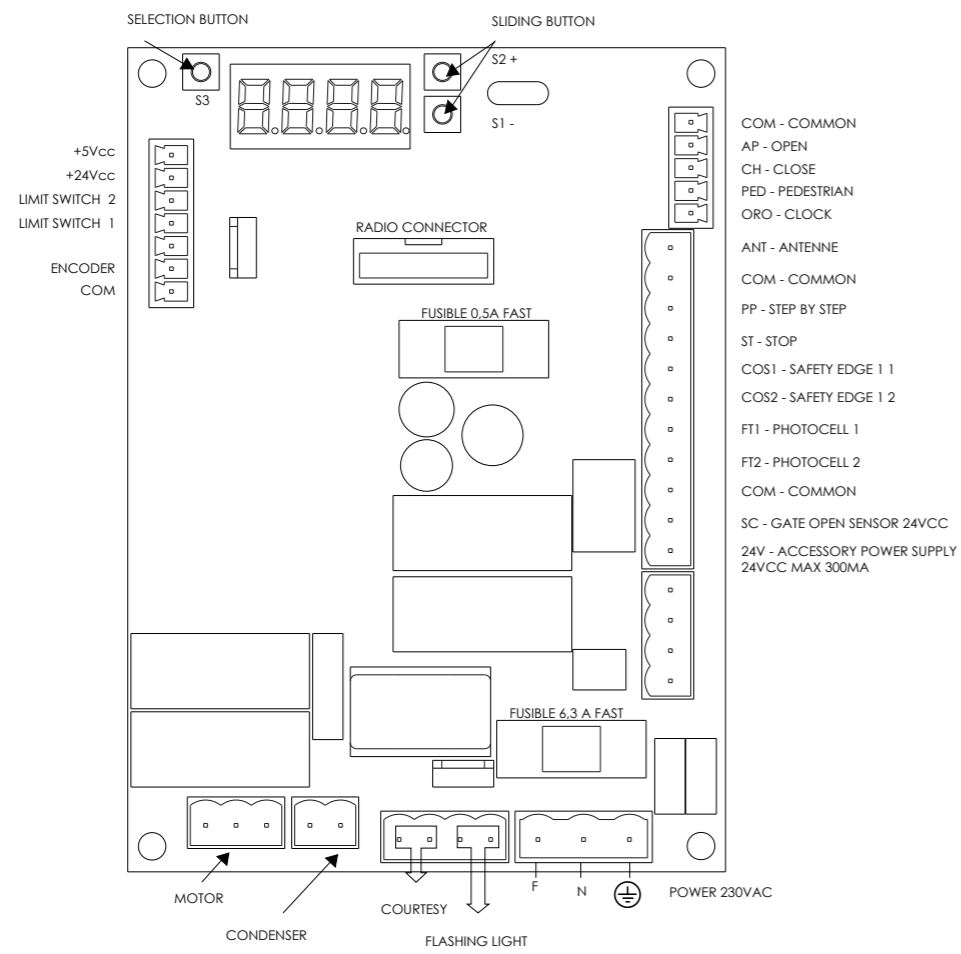 SELECTION BUTTON
SLIDING BUTTON
S3
S2 +
S1 -
+5Vcc
+24Vcc
LIMIT SWITCH 2
LIMIT SWITCH 1
ENCODER
COM
RADIO CONNECTOR
FUSIBLE 0,5A FAST
COM - COMMON
AP - OPEN
CH - CLOSE
PED - PEDESTRIAN
ORO - CLOCK
ANT - ANTENNE
COM - COMMON
PP - STEP BY STEP
ST - STOP
COS1 - SAFETY EDGE 1 1
COS2 - SAFETY EDGE 1 2
FT1 - PHOTOCELL 1
FT2 - PHOTOCELL 2
COM - COMMON
SC - GATE OPEN SENSOR 24VCC
24V - ACCESSORY POWER SUPPLY
24VCC MAX 300MA
FUSIBLE 6,3 A FAST
MOTOR
CONDENSER
COURTESY
FLASHING LIGHT
F
N
POWER 230VAC